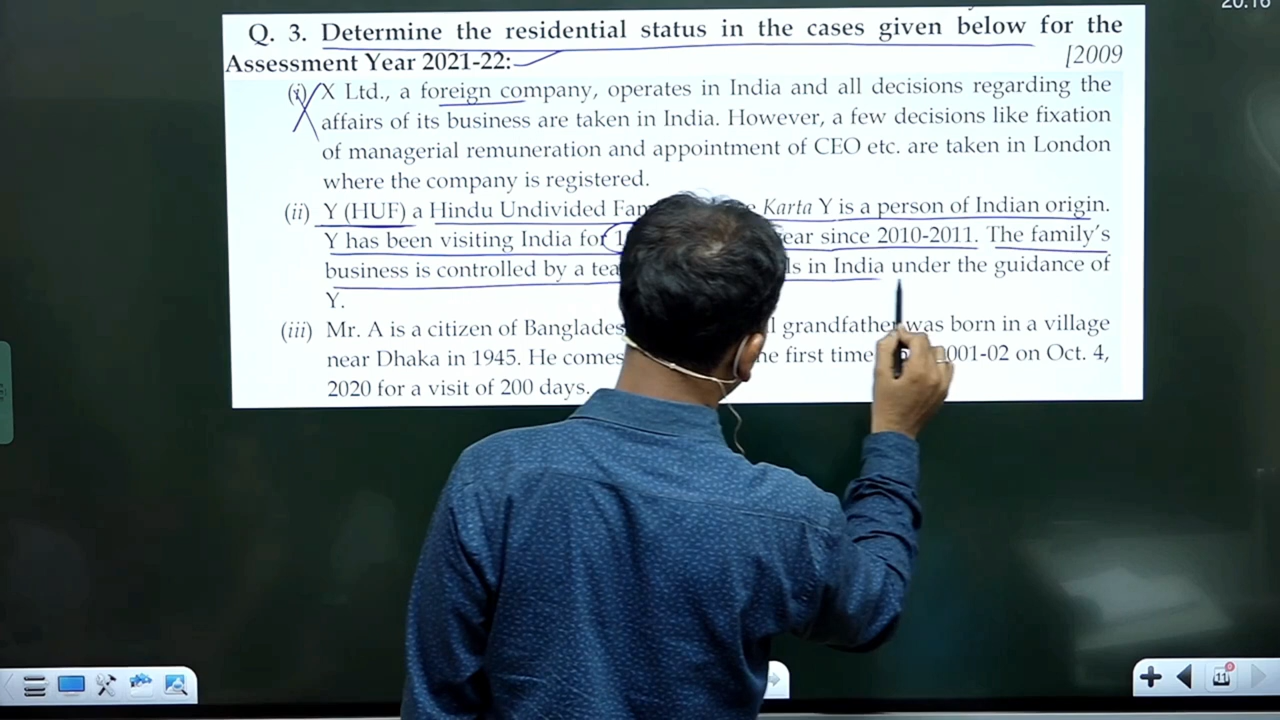 20:16
Q. 3. Determine the residential status in the cases given below for the
Assessment Year 2021-22: [2009
(i) X Ltd., a foreign company, operates in India and all decisions regarding the
affairs of its business are taken in India. However, a few decisions like fixation
of managerial remuneration and appointment of CEO etc. are taken in London
where the company is registered.
(ii) Y (HUF) a Hindu Undivided Karta Y is a person of Indian origin.
Y has been visiting India for since 2010-2011. The family's
business is controlled by a in India under the guidance of
Y.
(iii) Mr. A is a citizen of grandfather was born in a village
near Dhaka in 1945. He comes first time on Oct. 4,
2020 for a visit of 200 days.
11